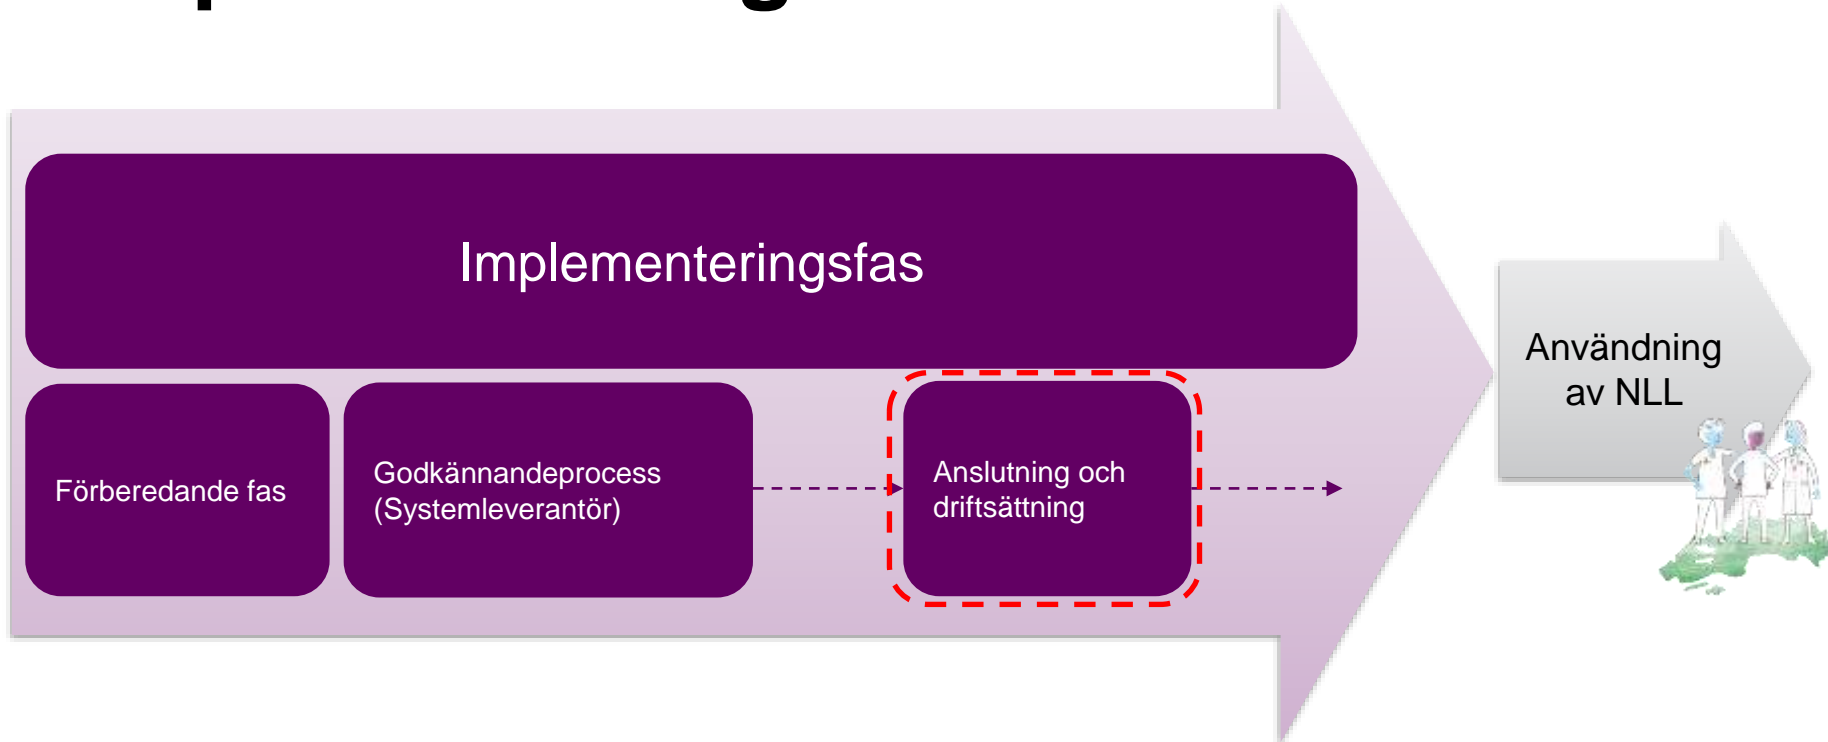 Implementeringsfas
Användning
av NLL
Förberedande fas
Godkännandeprocess
(Systemleverantör)
Anslutning och
driftsättning